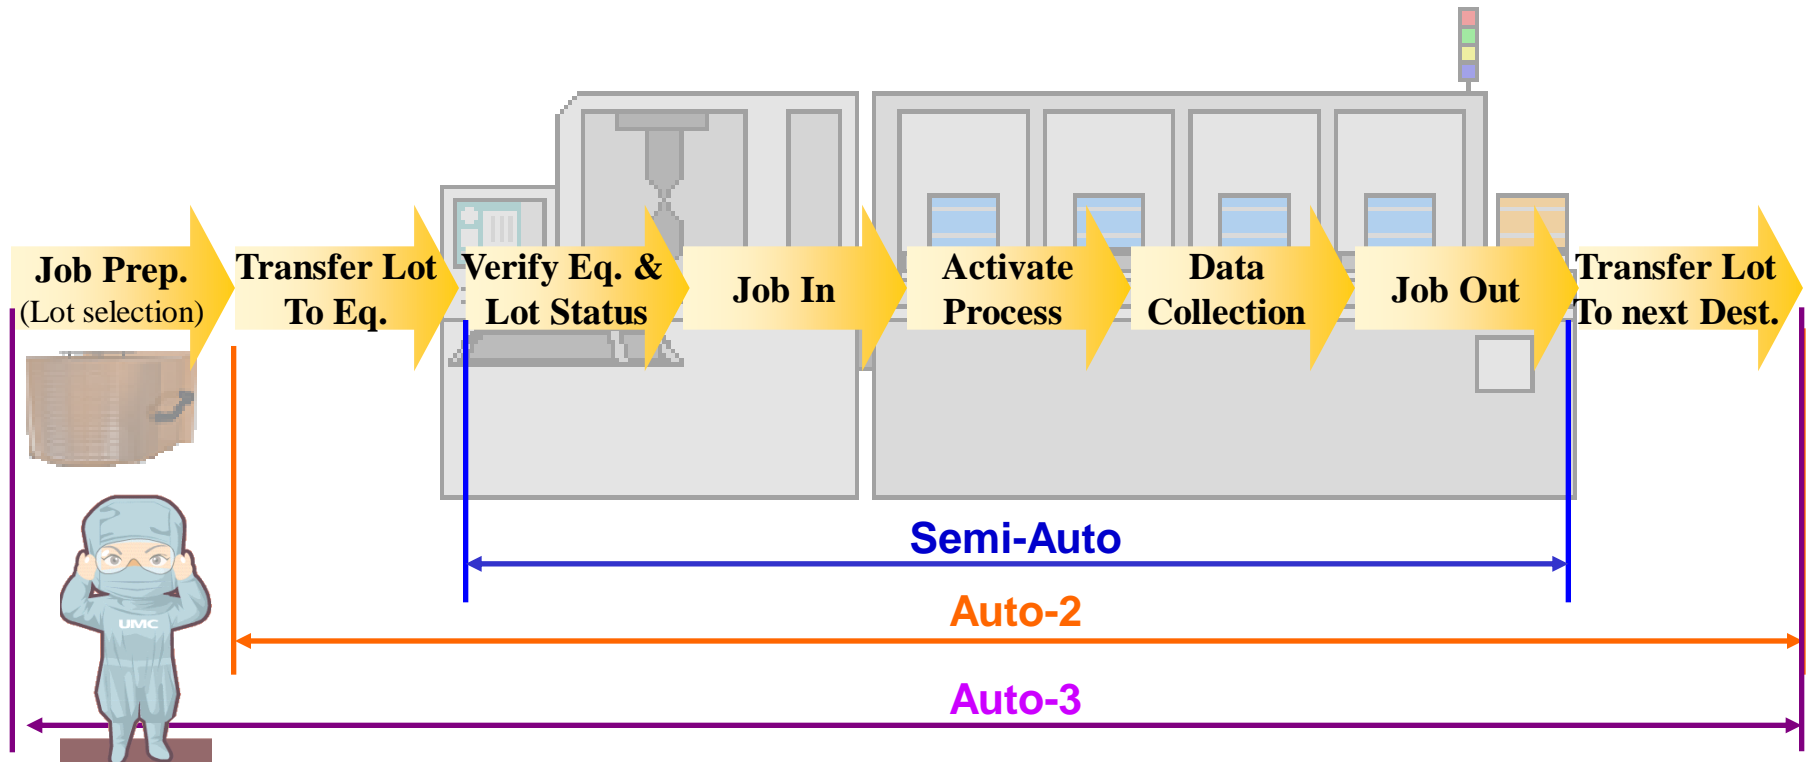 Job Prep.
(Lot selection)
Transfer Lot
To Eq.
Verify Eq. &
Lot Status
Job In
Activate
Process
Data
Collection
Job Out
Transfer Lot
To next Dest.
Semi-Auto
Auto-2
UMC
Auto-3